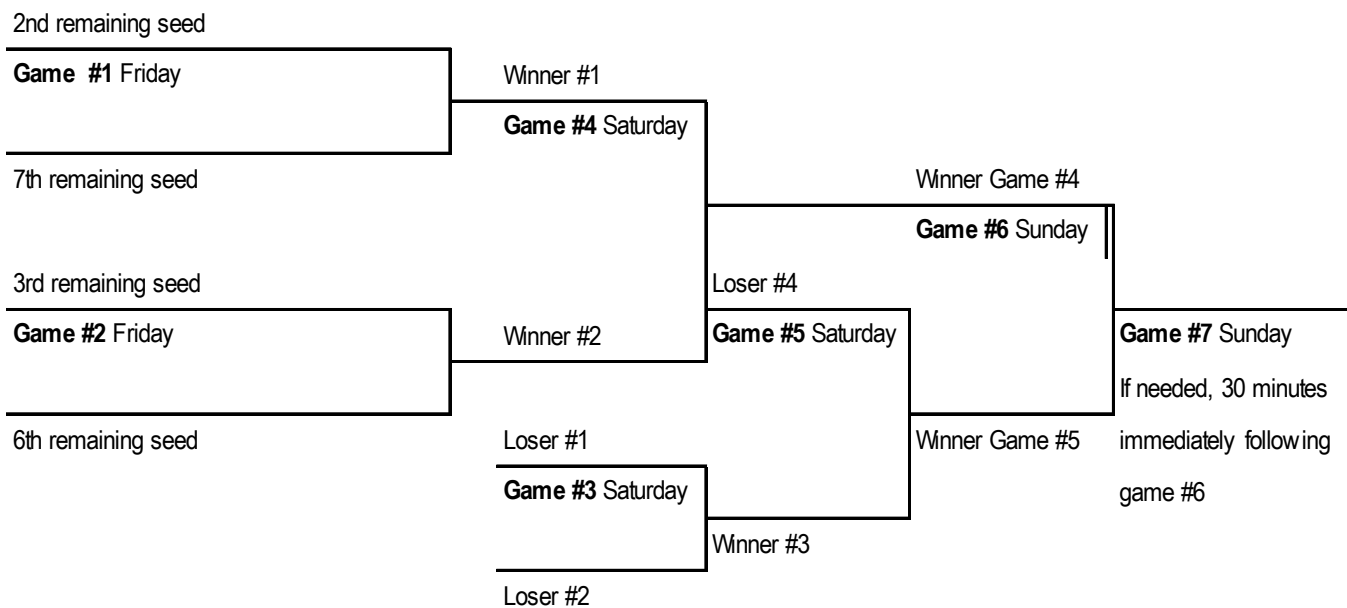 2nd remaining seed
Game #1 Friday
Winner #1
Game #4 Saturday
7th remaining seed
Winner Game #4
Game #6 Sunday
3rd remaining seed
Loser #4
Game #2 Friday
Winner #2
Game #5 Saturday
Game #7 Sunday
If needed, 30 minutes
6th remaining seed
Loser #1
Winner Game #5
immediately following
Game #3 Saturday
game #6
Winner #3
Loser #2